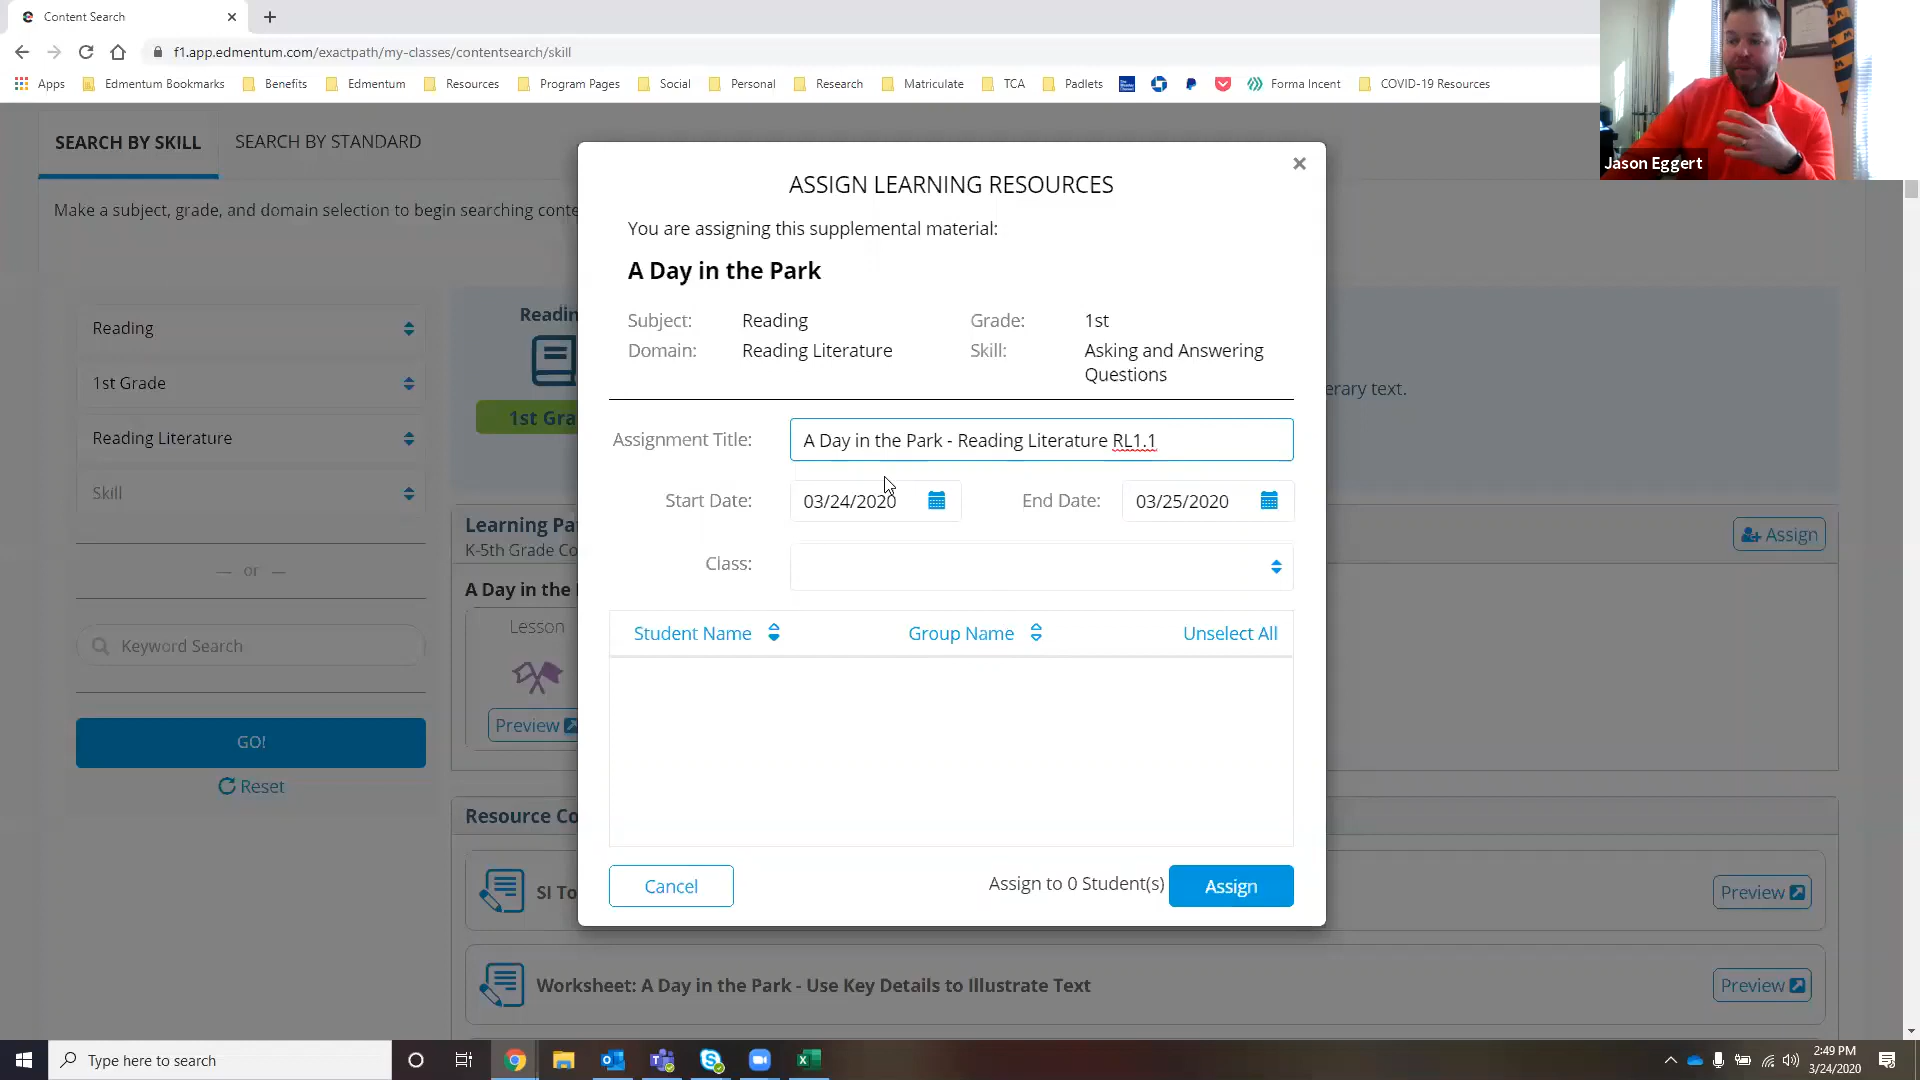 Content Search
f1.app.edmentum.com/exactpath/my-classes/contentsearch/skill
Apps Edmentum Bookmarks Benefits Edmentum Resources Program Pages Social Personal Research Matriculate TCA Padlets Forma Incent COVID-19 Resources
Jason Eggert
SEARCH BY SKILL SEARCH BY STANDARD
Make a subject, grade, and domain selection to begin searching conte
Reading
1st Grade
Reading Literature
Skill
— or —
Keyword Search
GO!
Reset
Readin
1st Gra
erary text.
Learning Pa
K-5th Grade Co
Assign
A Day in the
Lesson
Preview
Resource Co
SI To
Preview
Worksheet: A Day in the Park - Use Key Details to Illustrate Text
Preview
ASSIGN LEARNING RESOURCES
You are assigning this supplemental material:
A Day in the Park
Subject: Reading Grade: 1st
Domain: Reading Literature Skill: Asking and Answering
Questions
Assignment Title: A Day in the Park - Reading Literature RL1.1
Start Date: 03/24/2020 End Date: 03/25/2020
Class:
Student Name Group Name Unselect All
Cancel Assign to 0 Student(s) Assign
Type here to search
2:49 PM
3/24/2020